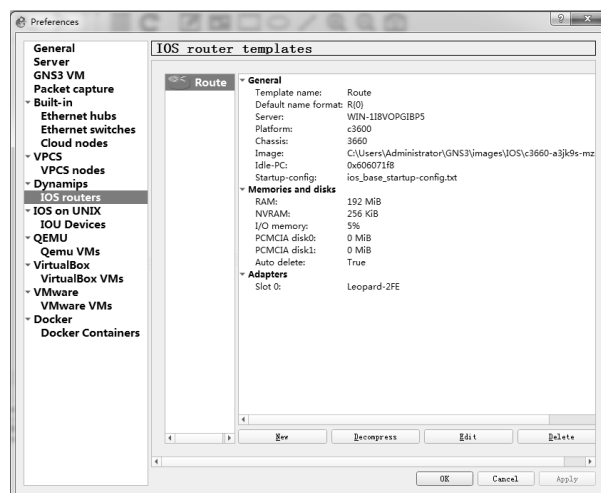 Preferences
General
Server
GNS3 VM
Packet capture
Built-in
Ethernet hubs
Ethernet switches
Cloud nodes
VPCS
VPCS nodes
Dynamips
IOS routers
IOS on UNIX
IOU Devices
QEMU
Qemu VMs
VirtualBox
VirtualBox VMs
VMware
VMware VMs
Docker
Docker Containers
IOS router templates
Route
General
Template name: Route
Default name format: R{0}
Server: WIN-1I8VOPGIBP5
Platform: c3600
Chassis: 3660
Image: C:\Users\Administrator\GNS3\images\IOS\c3660-a3jk9s-mz
Idle-PC: 0x606071f8
Startup-config: ios_base_startup-config.txt
Memories and disks
RAM: 192 MiB
NVRAM: 256 KiB
I/O memory: 5%
PCMCIA disk0: 0 MiB
PCMCIA disk1: 0 MiB
Auto delete: True
Adapters
Slot 0: Leopard-2FE
New Decompress Edit Delete
OK Cancel Apply